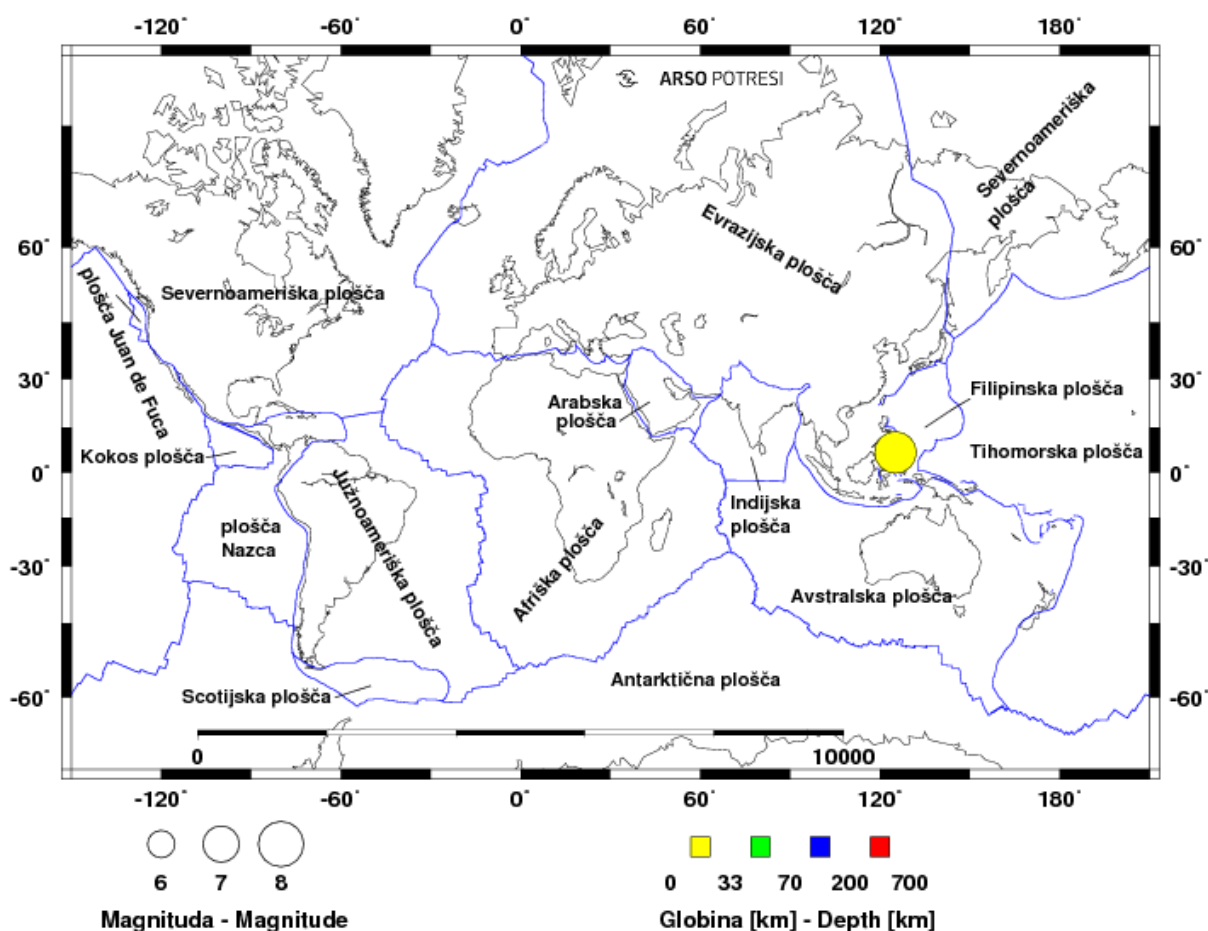 -120° -60° 0° 60° 120° 180°
ARSO POTRESI
Severnoameriška
plošča
Evrazijska plošča
60° 60°
Severnoameriška plošča
plošča Juan de Fuca
30° 30°
Filipinska plošča
Arabska
plošča
Kokos plošča
Tihomorska plošča
0° 0°
Indijska
plošča
Južnoameriška plošča
plošča
Nazca
Afriška plošča
-30° -30°
Avstralska plošča
Antarktična plošča
Scotijska plošča
-60° -60°
0 10000
-120° -60° 0° 60° 120° 180°
6 7 8
0 33 70 200 700
Magnituda - Magnitude
Globina [km] - Depth [km]